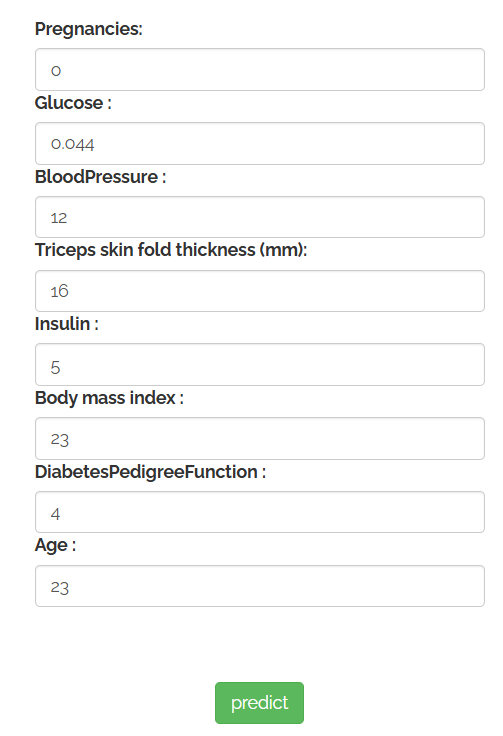 Pregnancies:
0
Glucose :
0.044
BloodPressure :
12
Triceps skin fold thickness (mm):
16
Insulin :
5
Body mass index :
23
DiabetesPedigreeFunction :
4
Age :
23
predict